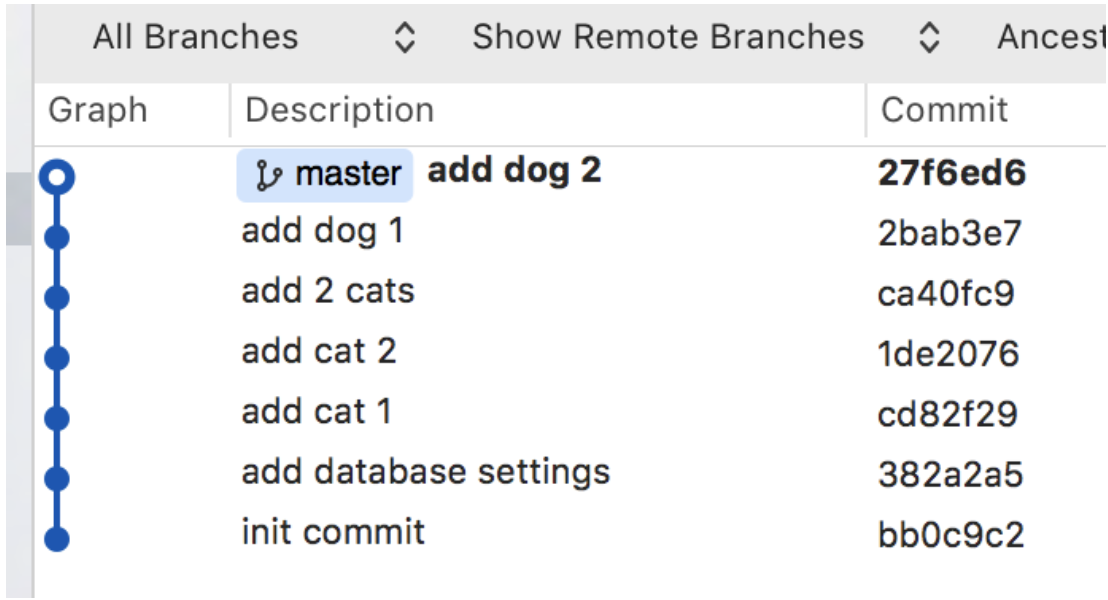 All Branches Show Remote Branches Ancest
Graph Description Commit
master add dog 2 27f6ed6
add dog 1 2bab3e7
add 2 cats ca40fc9
add cat 2 1de2076
add cat 1 cd82f29
add database settings 382a2a5
init commit bb0c9c2